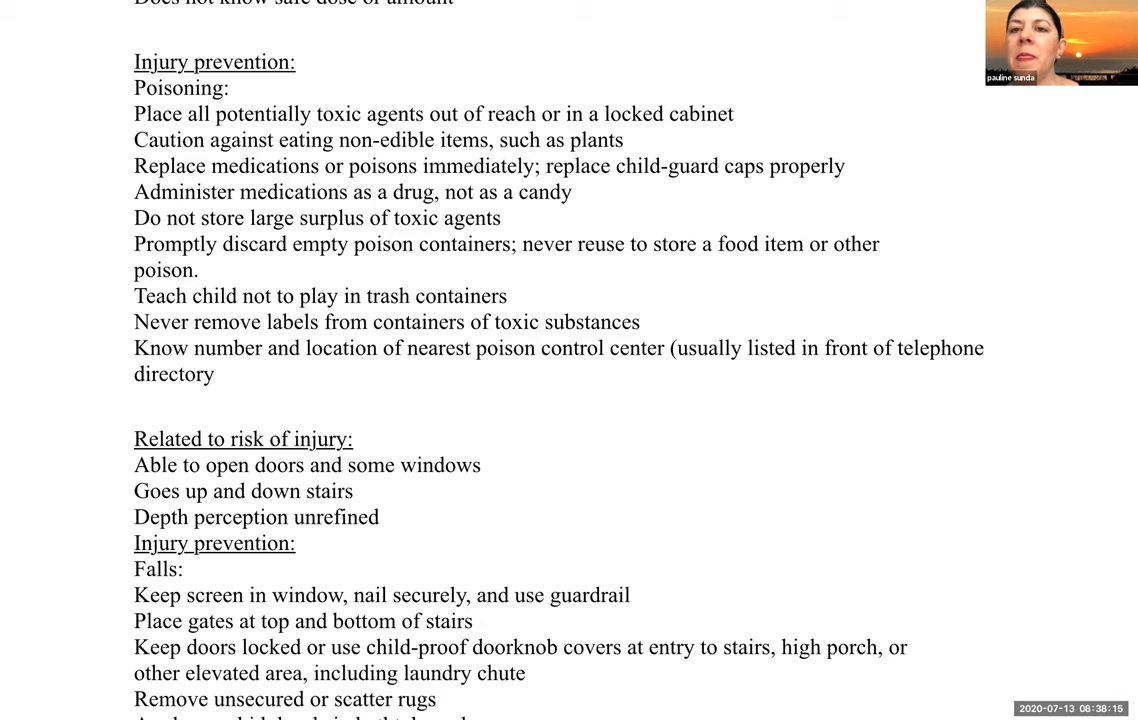 Does not know safe dose or amount
Injury prevention:
Poisoning:
Place all potentially toxic agents out of reach or in a locked cabinet
Caution against eating non-edible items, such as plants
Replace medications or poisons immediately; replace child-guard caps properly
Administer medications as a drug, not as a candy
Do not store large surplus of toxic agents
Promptly discard empty poison containers; never reuse to store a food item or other
poison.
Teach child not to play in trash containers
Never remove labels from containers of toxic substances
Know number and location of nearest poison control center (usually listed in front of telephone
directory
Related to risk of injury:
Able to open doors and some windows
Goes up and down stairs
Depth perception unrefined
Injury prevention:
Falls:
Keep screen in window, nail securely, and use guardrail
Place gates at top and bottom of stairs
Keep doors locked or use child-proof doorknob covers at entry to stairs, high porch, or
other elevated area, including laundry chute
Remove unsecured or scatter rugs
pauline sunda
2020-07-13 08:38:15